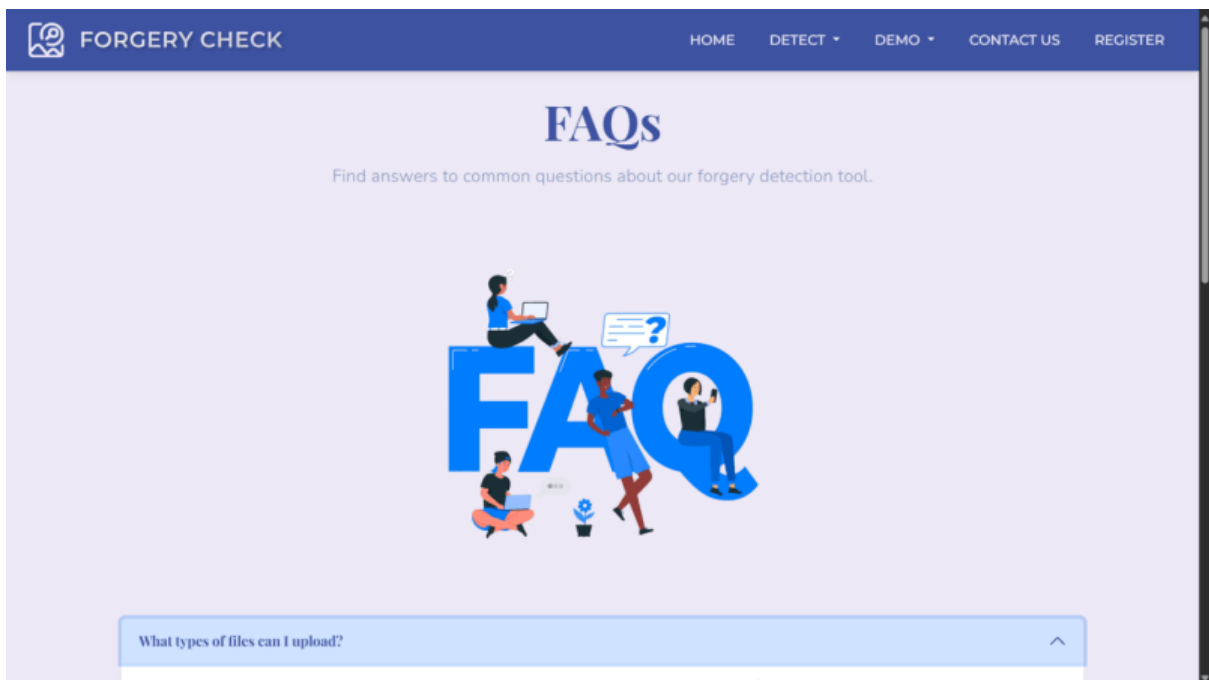 FORGERY CHECK
HOME DETECT DEMO CONTACT US REGISTER
FAQs
Find answers to common questions about our forgery detection tool.
?
FAQ
What types of files can I upload?